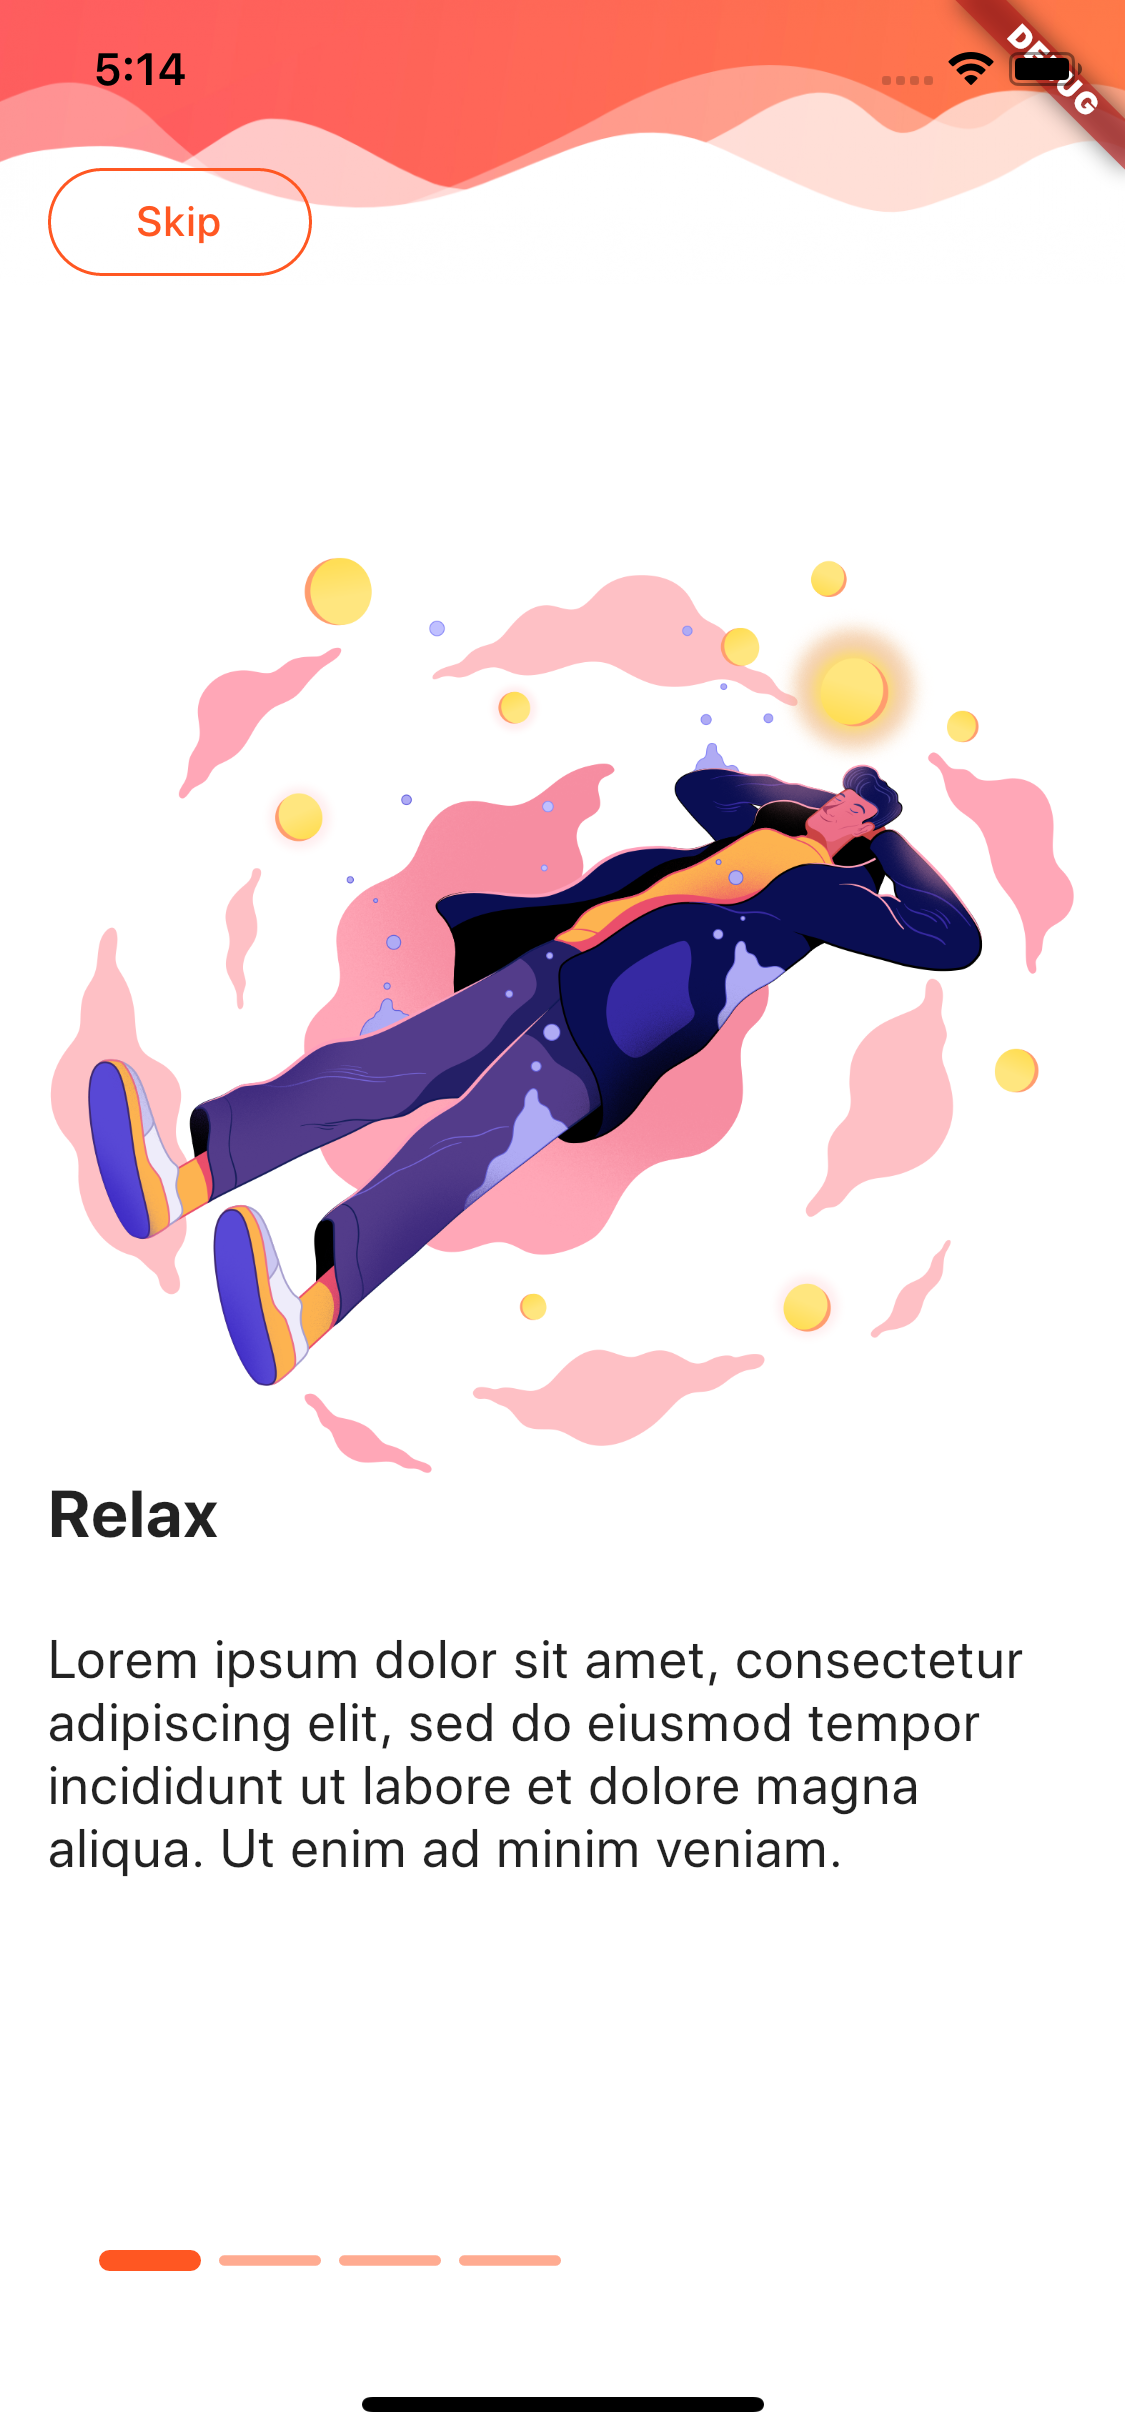 5:14
DEBUG
Skip
Relax
Lorem ipsum dolor sit amet, consectetur
adipiscing elit, sed do eiusmod tempor
incididunt ut labore et dolore magna
aliqua. Ut enim ad minim veniam.